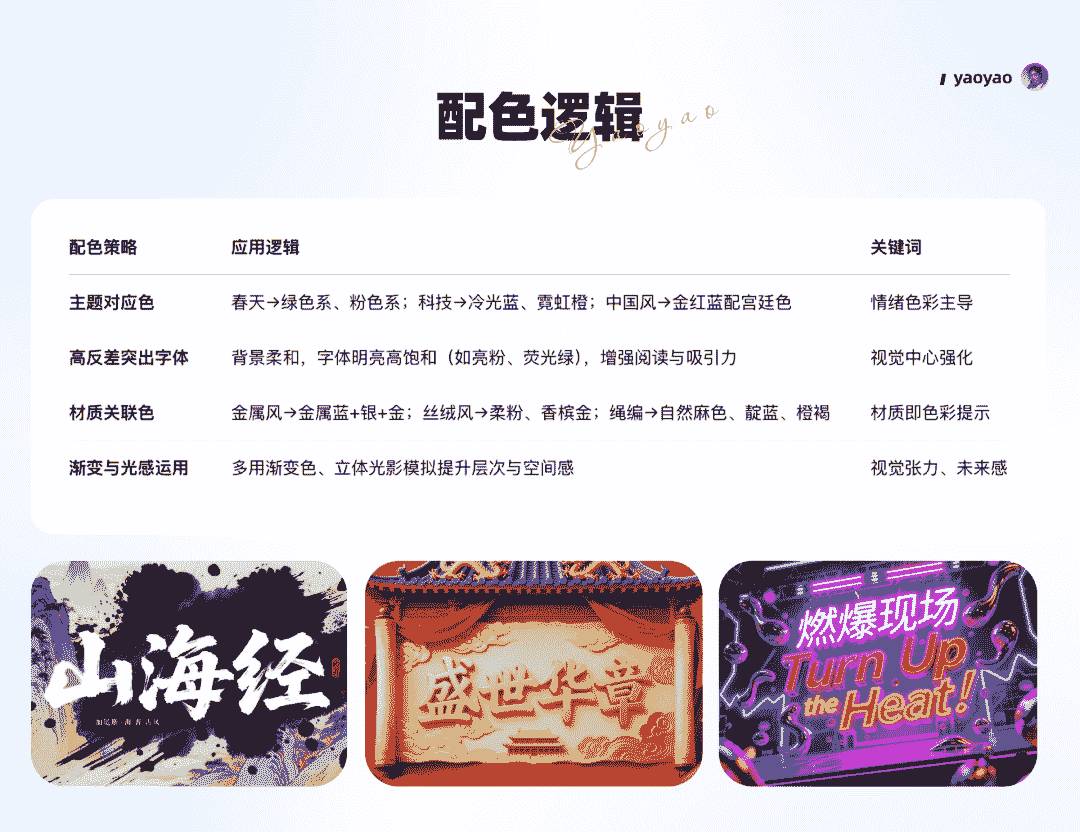 yaoyao
配色逻辑
Yaoyao
配色策略 应用逻辑 关键词
主题对应色 春天→绿色系、粉色系；科技→冷光蓝、霓虹橙；中国风→金红蓝配宫廷色 情绪色彩主导
高反差突出字体 背景柔和，字体明亮高饱和（如亮粉、荧光绿），增强阅读与吸引力 视觉中心强化
材质关联色 金属风→金属蓝+银+金；丝绒风→柔粉、香槟金；绳编→自然麻色、靛蓝、橙褐 材质即色彩提示
渐变与光感运用 多用渐变色、立体光影模拟提升层次与空间感 视觉张力、未来感
山海经
盛世华章
燃爆现场
Turn Up
the Heat!